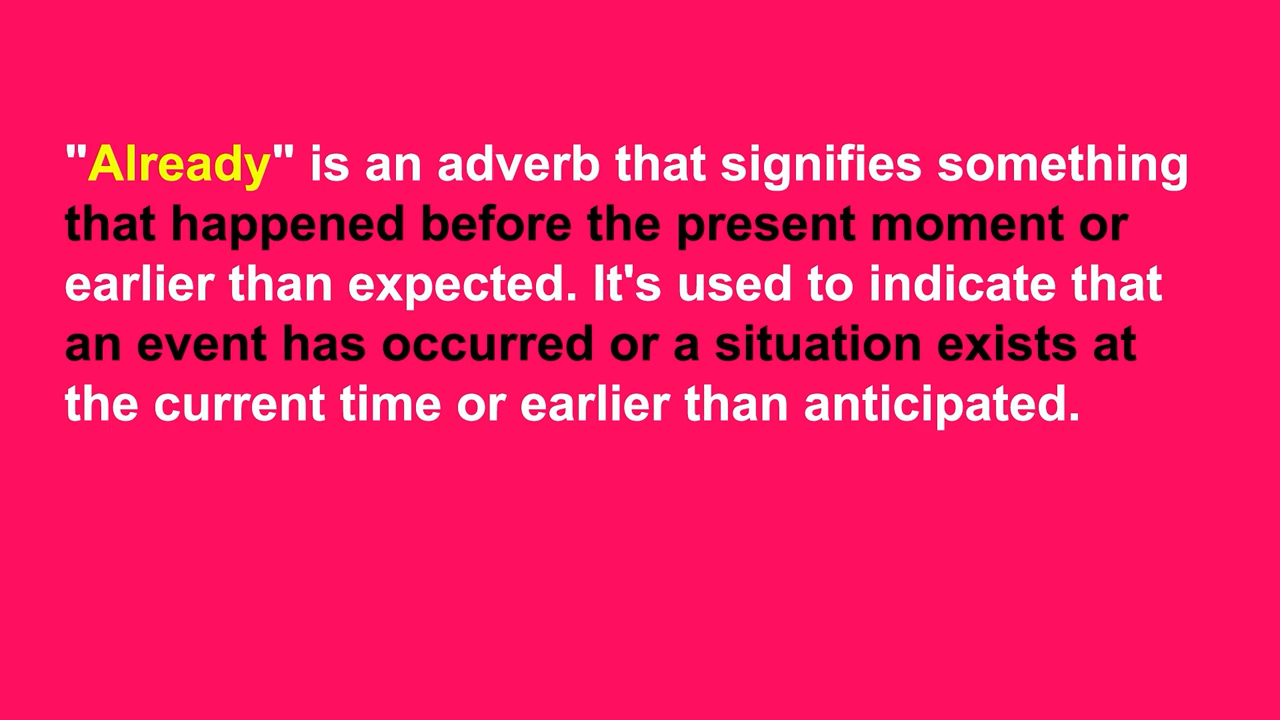 "Already" is an adverb that signifies something
that happened before the present moment or
earlier than expected. It's used to indicate that
an event has occurred or a situation exists at
the current time or earlier than anticipated.